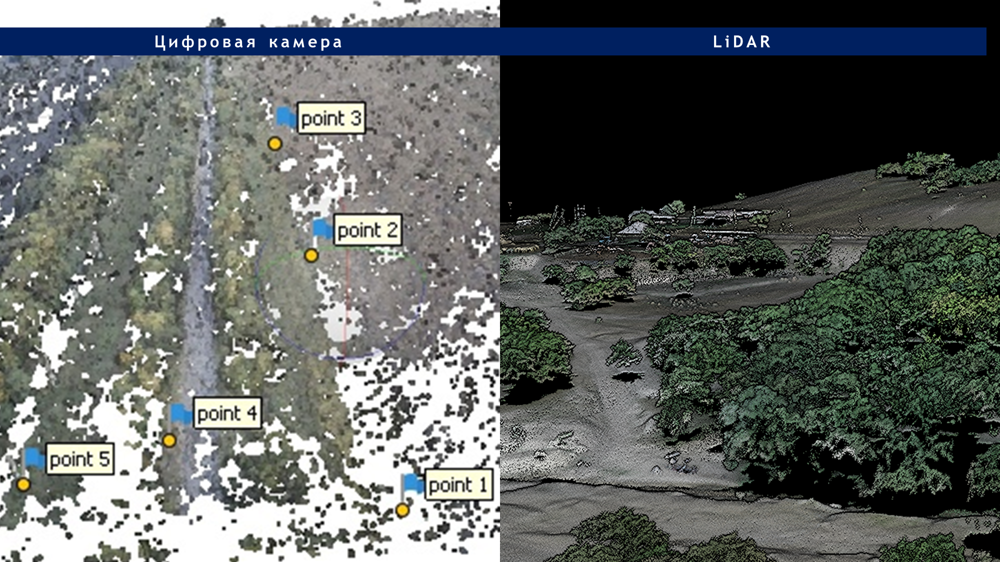 Цифровая камера
LiDAR
point 3
point 2
point 4
point 5
point 1